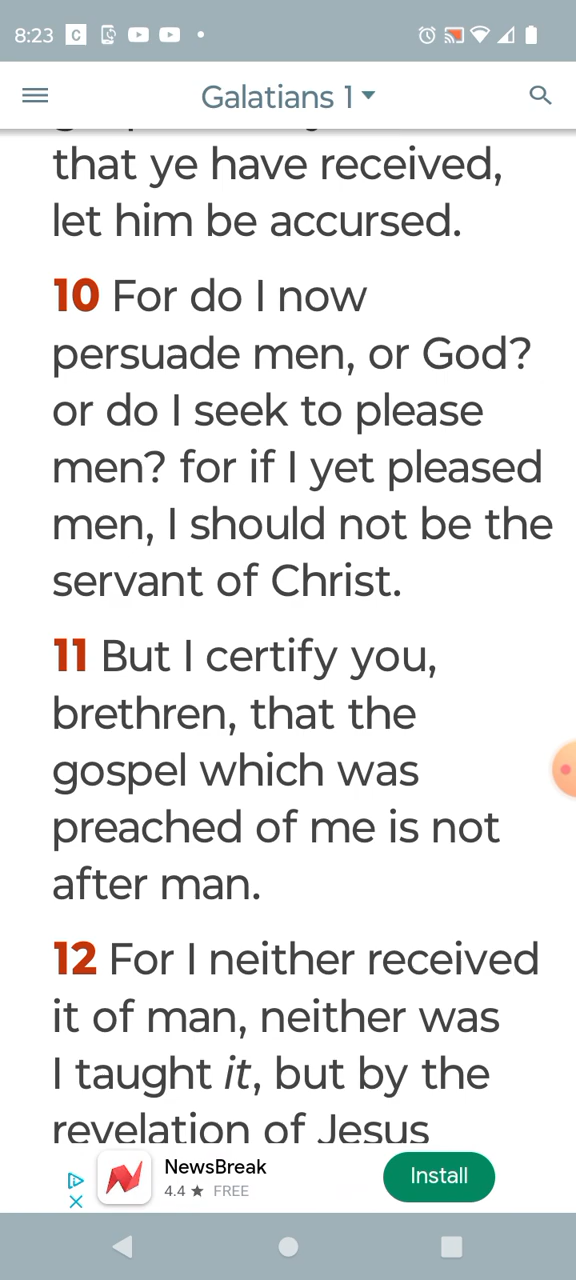 8:23
Galatians 1
that ye have received,
let him be accursed.
10 For do I now
persuade men, or God?
or do I seek to please
men? for if I yet pleased
men, I should not be the
servant of Christ.
11 But I certify you,
brethren, that the
gospel which was
preached of me is not
after man.
12 For I neither received
it of man, neither was
I taught it, but by the
revelation of Jesus
NewsBreak
4.4 ★ FREE
Install